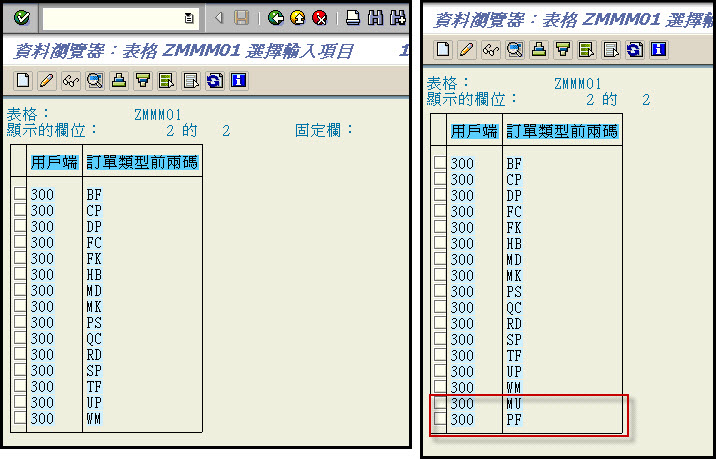 資料瀏覽器：表格 ZMMM01 選擇輸入項目 1
表格： ZMMM01
顯示的欄位： 2 的 2 固定欄：
用戶端 訂單類型前兩碼
300 BF
300 CP
300 DP
300 FC
300 FK
300 HB
300 MD
300 MK
300 PS
300 QC
300 RD
300 SP
300 TF
300 UP
300 WM
資料瀏覽器：表格 ZMMM01 選擇輸入
表格： ZMMM01
顯示的欄位： 2 的 2
用戶端 訂單類型前兩碼
300 BF
300 CP
300 DP
300 FC
300 FK
300 HB
300 MD
300 MK
300 PS
300 QC
300 RD
300 SP
300 TF
300 UP
300 WM
300 MU
300 PF